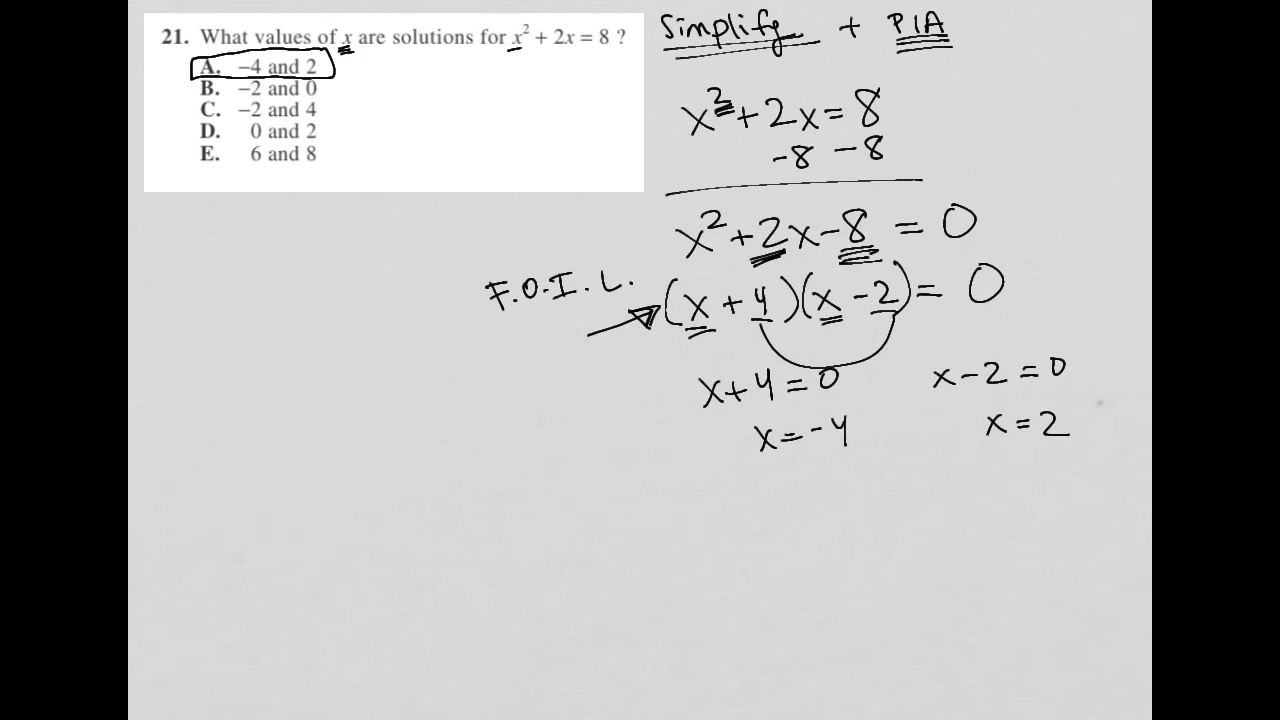 21. What values of x are solutions for x² + 2x = 8 ?
A. −4 and 2
B. −2 and 0
C. −2 and 4
D. 0 and 2
E. 6 and 8
Simplify + PIA
x² + 2x = 8
-8 -8
x² + 2x - 8 = 0
F.O.I.L.
(x + 4)(x - 2) = 0
x + 4 = 0
x = -4
x - 2 = 0
x = 2